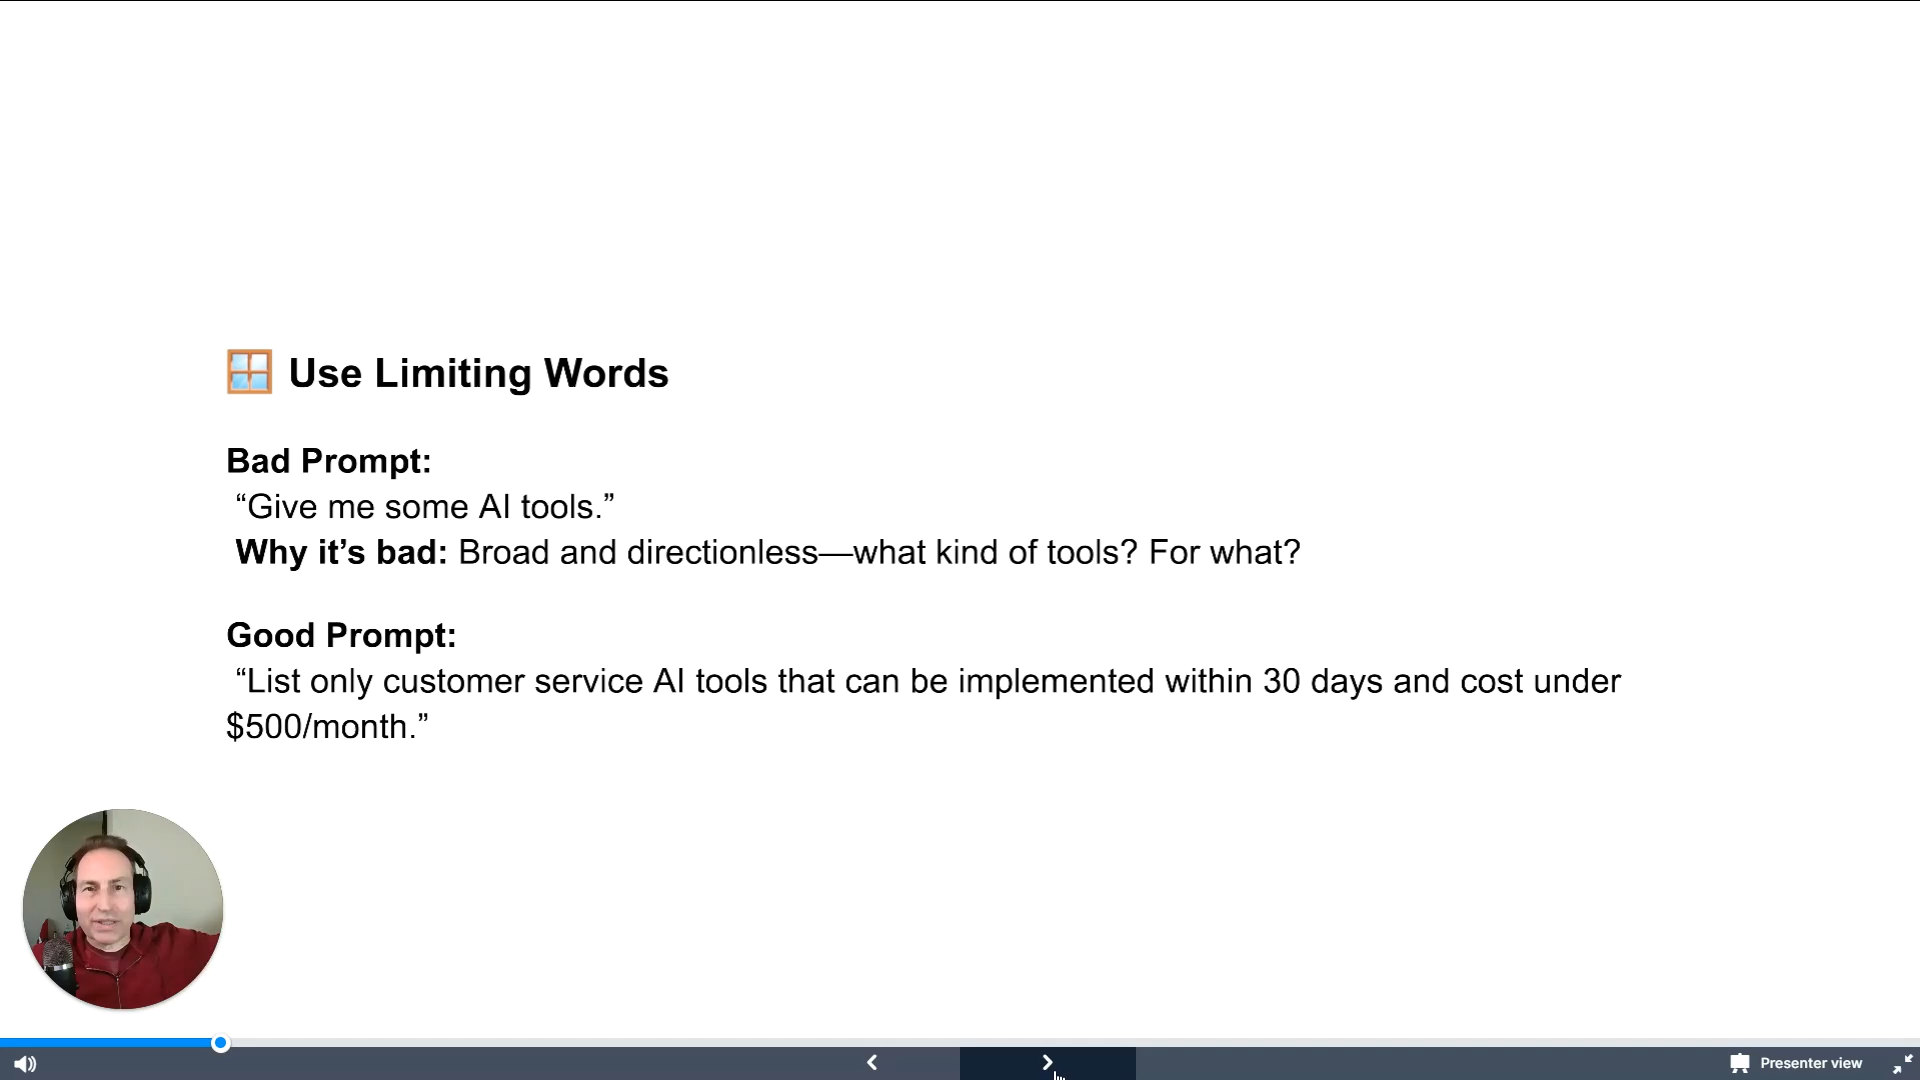 Use Limiting Words
Bad Prompt:
“Give me some AI tools.”
Why it’s bad: Broad and directionless—what kind of tools? For what?
Good Prompt:
“List only customer service AI tools that can be implemented within 30 days and cost under
$500/month.”
Presenter view